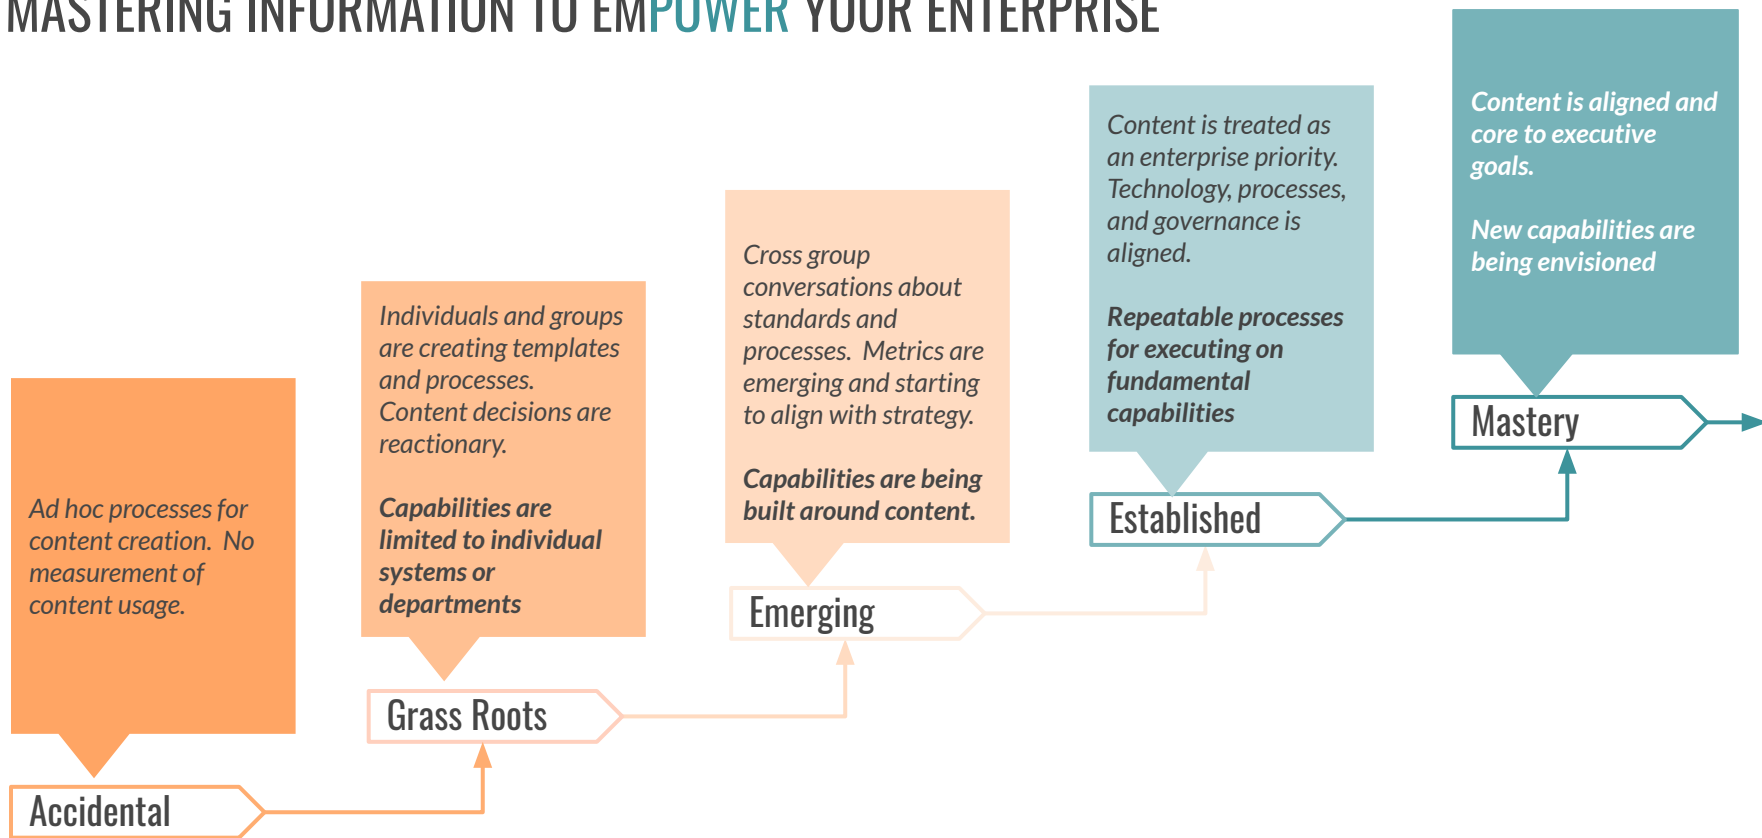 MASTERING INFORMATION TO EMPOWER YOUR ENTERPRISE
Ad hoc processes for
content creation.  No
measurement of
content usage.
Accidental
Individuals and groups
are creating templates
and processes.
Content decisions are
reactionary.
Capabilities are
limited to individual
systems or
departments
Grass Roots
Cross group
conversations about
standards and
processes.  Metrics are
emerging and starting
to align with strategy.
Capabilities are being
built around content.
Emerging
Content is treated as
an enterprise priority.
Technology, processes,
and governance is
aligned.
Repeatable processes
for executing on
fundamental
capabilities
Established
Content is aligned and
core to executive
goals.
New capabilities are
being envisioned
Mastery